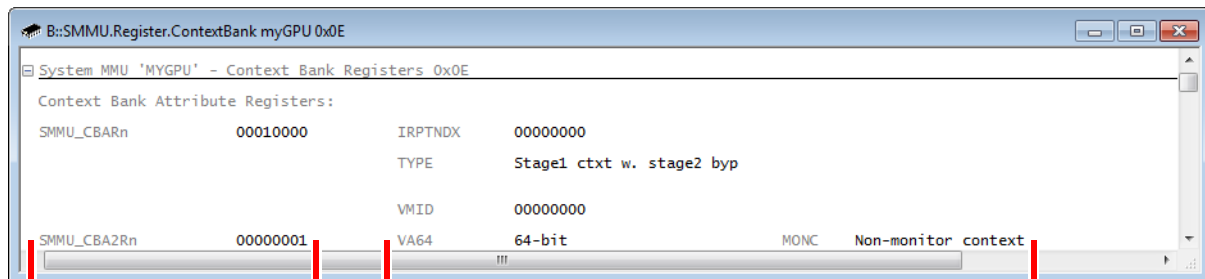 B::SMMU.Register.ContextBank myGPU 0x0E
System MMU 'MYGPU' - Context Bank Registers 0x0E
Context Bank Attribute Registers:
SMMU_CBARn 00010000 IRPTNDX 00000000
TYPE Stage1 ctxt w. stage2 byp
VMID 00000000
SMMU_CBA2Rn 00000001 VA64 64-bit MONC Non-monitor context